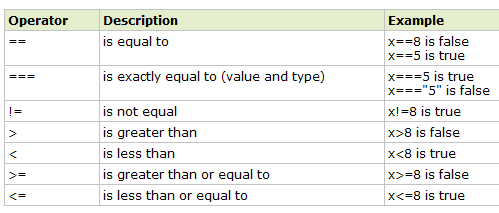 Operator Description Example
== is equal to x==8 is false
x==5 is true
=== is exactly equal to (value and type) x===5 is true
x==="5" is false
!= is not equal x!=8 is true
> is greater than x>8 is false
< is less than x<8 is true
>= is greater than or equal to x>=8 is false
<= is less than or equal to x<=8 is true